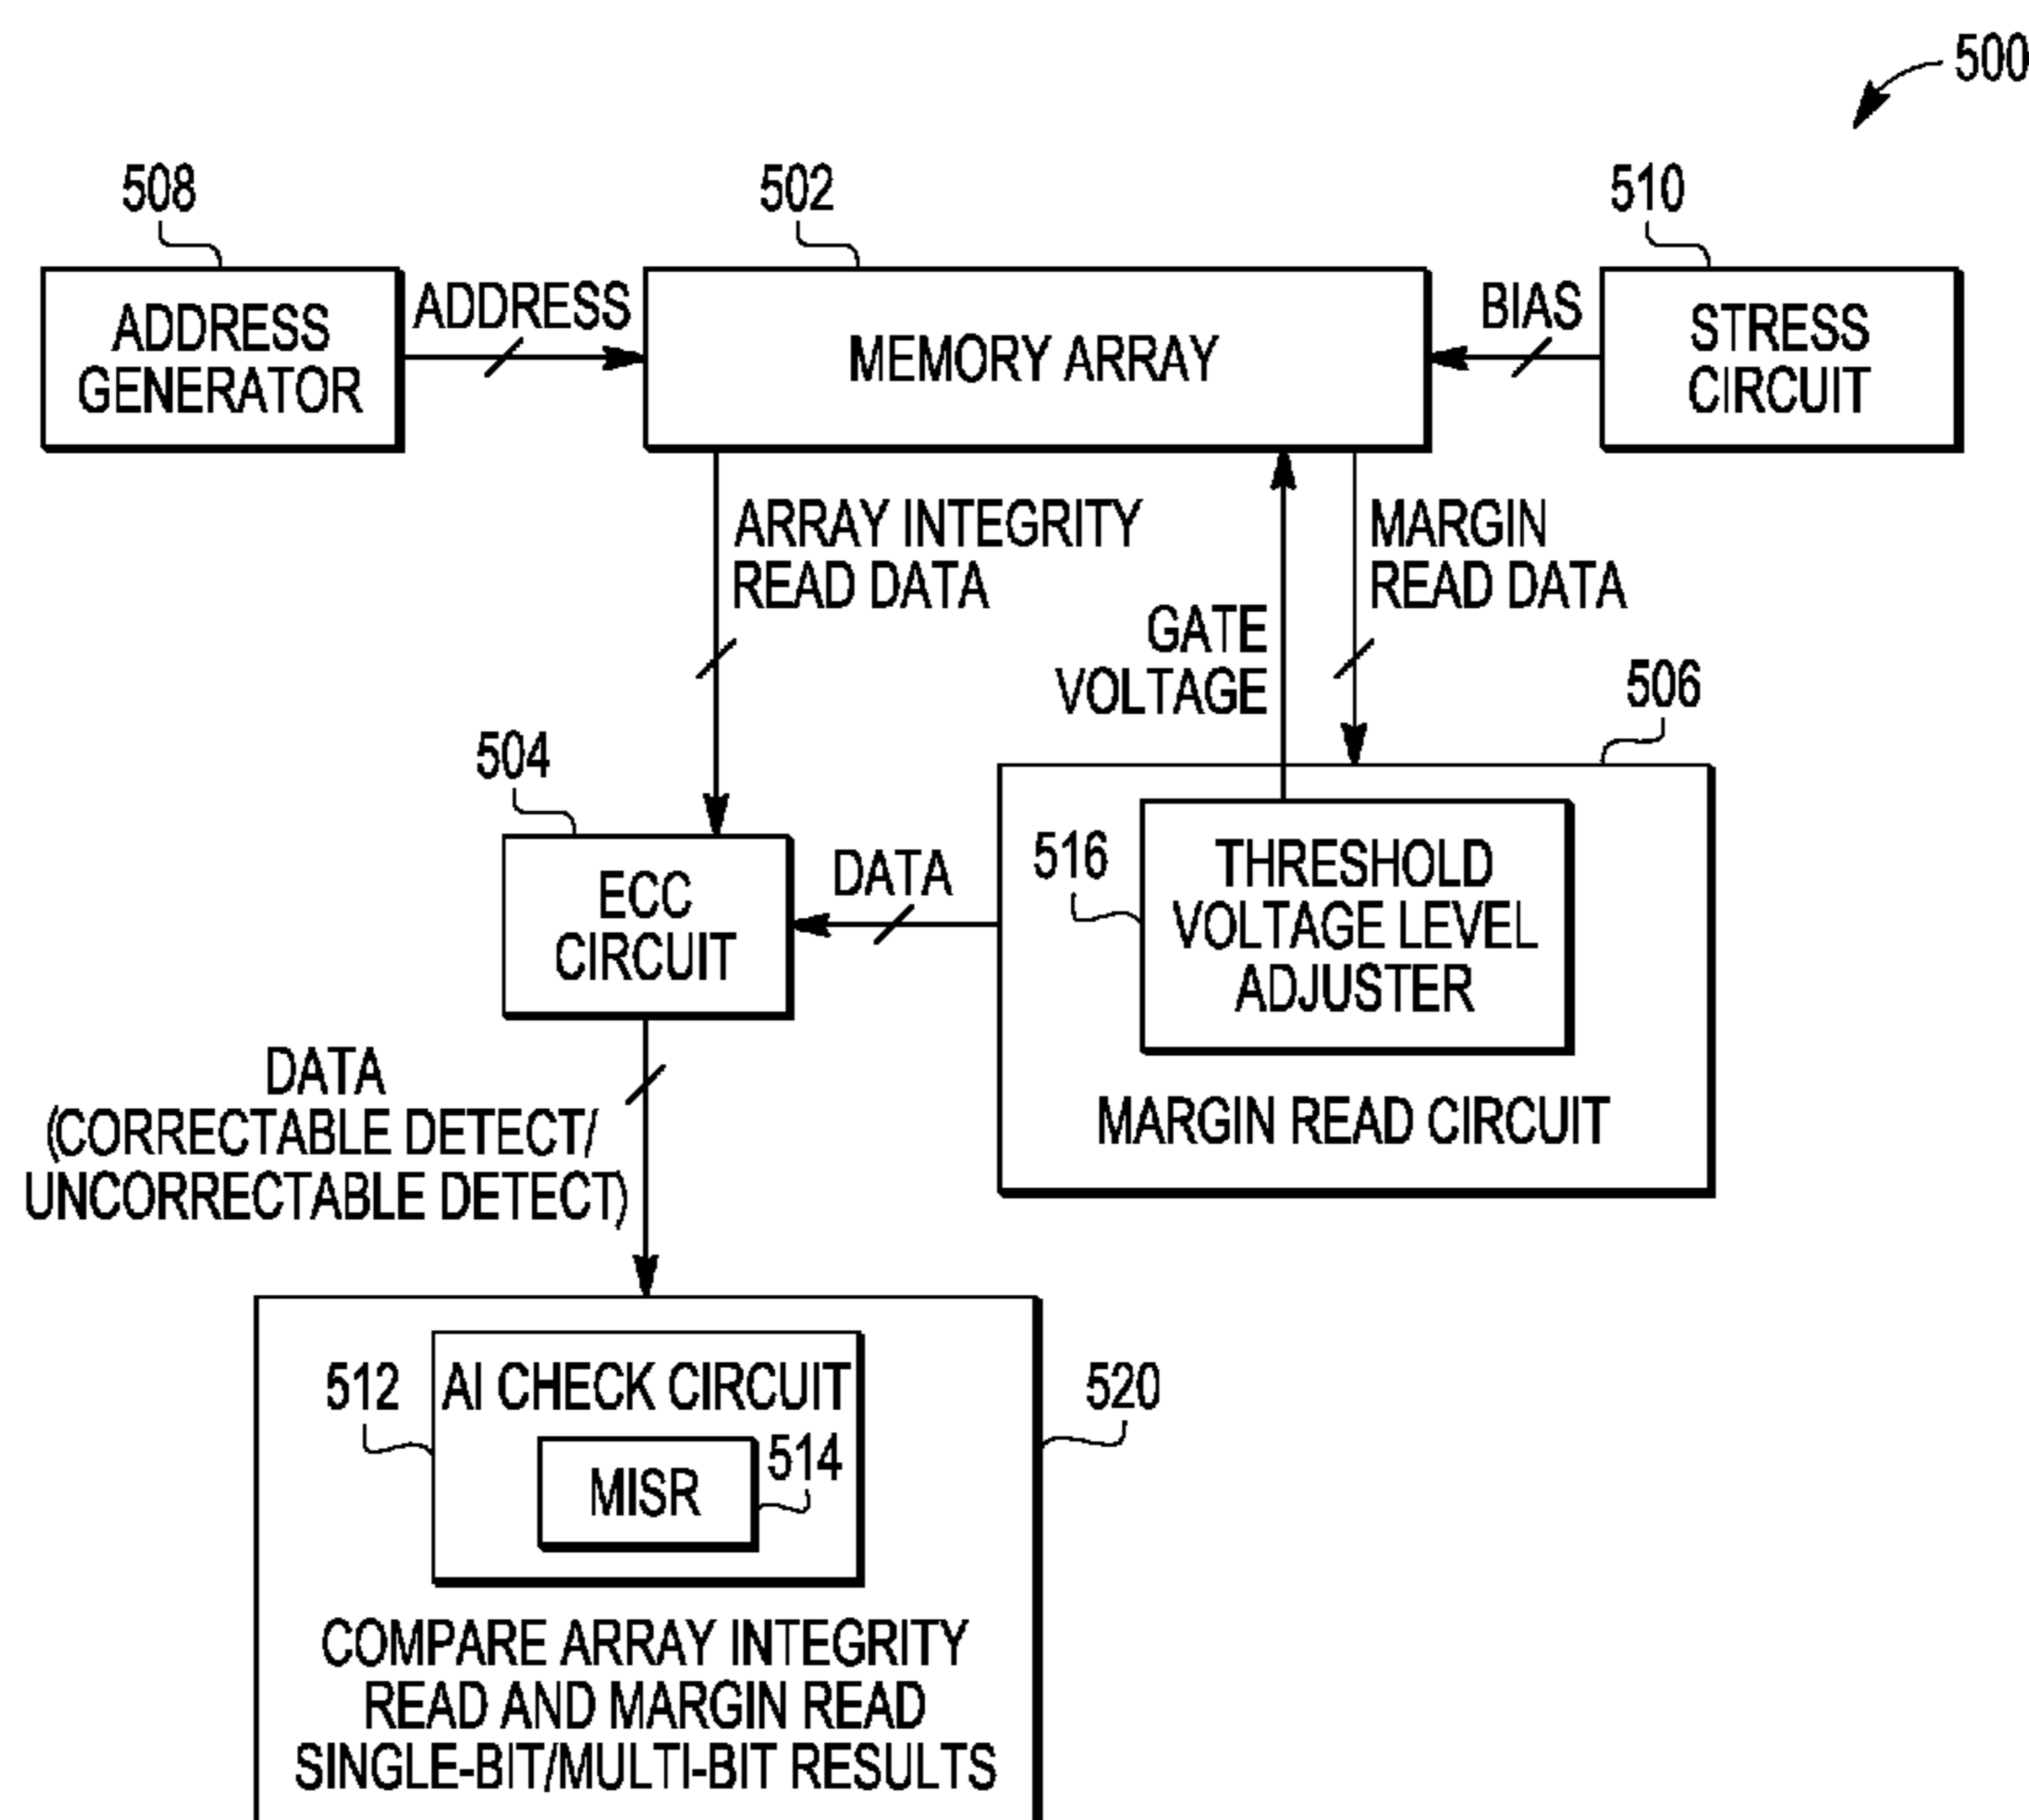 500
508
502
510
ADDRESS
GENERATOR
ADDRESS
MEMORY ARRAY
BIAS
STRESS
CIRCUIT
ARRAY INTEGRITY
READ DATA
MARGIN
READ DATA
GATE
VOLTAGE
506
504
ECC
CIRCUIT
DATA
516
THRESHOLD
VOLTAGE LEVEL
ADJUSTER
MARGIN READ CIRCUIT
DATA
(CORRECTABLE DETECT/
UNCORRECTABLE DETECT)
512
AI CHECK CIRCUIT
520
MISR
514
COMPARE ARRAY INTEGRITY
READ AND MARGIN READ
SINGLE-BIT/MULTI-BIT RESULTS